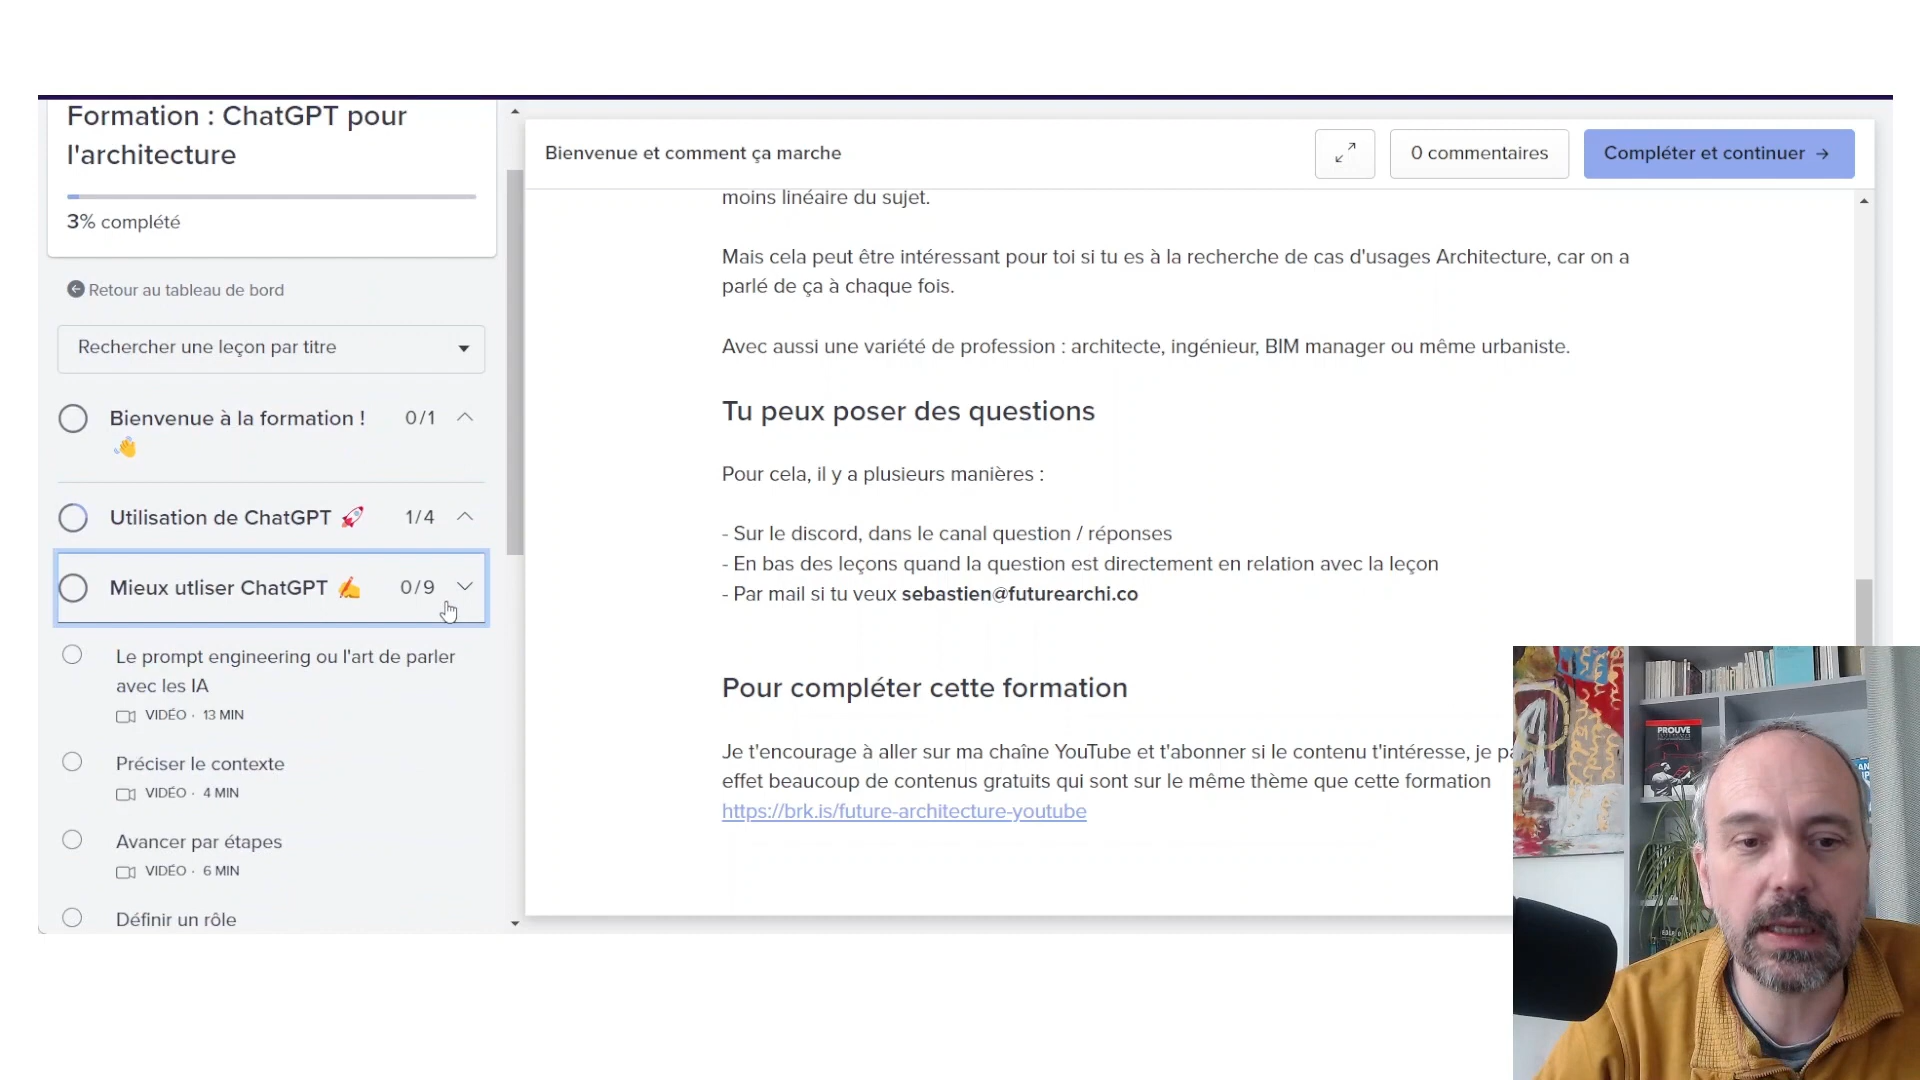 Formation : ChatGPT pour
l'architecture
3% complété
Retour au tableau de bord
Rechercher une leçon par titre
Bienvenue à la formation ! 0/1
👋
Utilisation de ChatGPT 🚀 1/4
Mieux utliser ChatGPT ✍️ 0/9
Le prompt engineering ou l'art de parler
avec les IA
VIDÉO · 13 MIN
Préciser le contexte
VIDÉO · 4 MIN
Avancer par étapes
VIDÉO · 6 MIN
Définir un rôle
Bienvenue et comment ça marche
0 commentaires
Compléter et continuer →
moins linéaire du sujet.
Mais cela peut être intéressant pour toi si tu es à la recherche de cas d'usages Architecture, car on a
parlé de ça à chaque fois.
Avec aussi une variété de profession : architecte, ingénieur, BIM manager ou même urbaniste.
Tu peux poser des questions
Pour cela, il y a plusieurs manières :
- Sur le discord, dans le canal question / réponses
- En bas des leçons quand la question est directement en relation avec la leçon
- Par mail si tu veux sebastien@futurearchi.co
Pour compléter cette formation
Je t'encourage à aller sur ma chaîne YouTube et t'abonner si le contenu t'intéresse, je
effet beaucoup de contenus gratuits qui sont sur le même thème que cette formation
https://brk.is/future-architecture-youtube
PROUVE